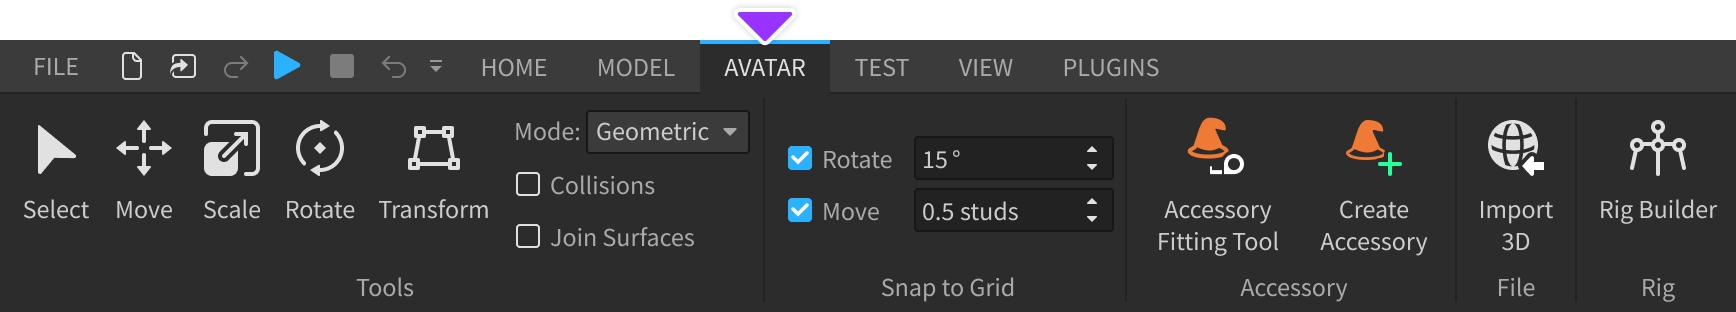 FILE HOME MODEL AVATAR TEST VIEW PLUGINS
Select Move Scale Rotate Transform
Mode: Geometric
Collisions
Join Surfaces
Tools
Rotate 15 °
Move 0.5 studs
Snap to Grid
Accessory
Fitting Tool
Create
Accessory
Accessory
Import
3D
File
Rig Builder
Rig